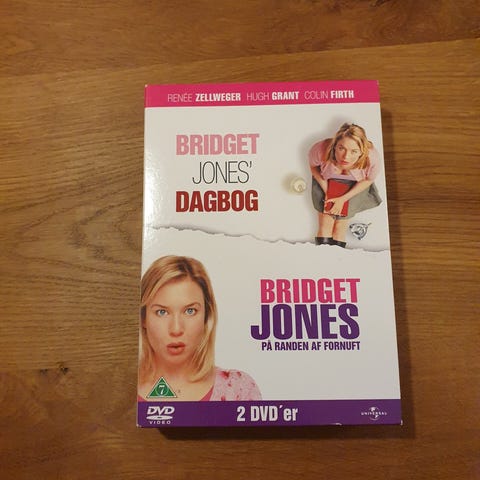 RENÉE ZELLWEGER HUGH GRANT COLIN FIRTH
BRIDGET
JONES'
DAGBOG
BRIDGET
JONES
PÅ RANDEN AF FORNUFT
7
DVD
VIDEO
2 DVD´er
UNIVERSAL